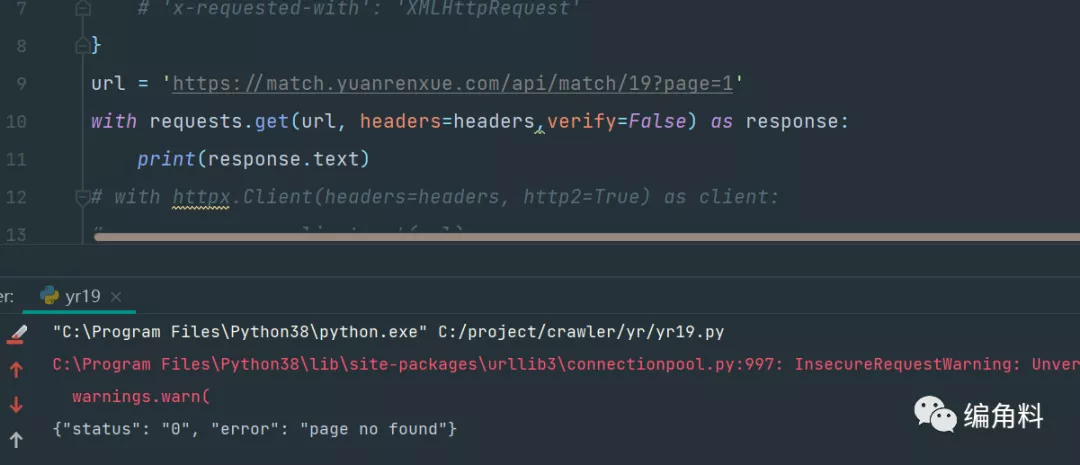 7 # 'x-requested-with': 'XMLHttpRequest'
8 }
9 url = 'https://match.yuanrenxue.com/api/match/19?page=1'
10 with requests.get(url, headers=headers,verify=False) as response:
11 print(response.text)
12 # with httpx.Client(headers=headers, http2=True) as client:
13
er: yr19 ×
"C:\Program Files\Python38\python.exe" C:/project/crawler/yr/yr19.py
C:\Program Files\Python38\lib\site-packages\urllib3\connectionpool.py:997: InsecureRequestWarning: Unver
warnings.warn(
{"status": "0", "error": "page no found"}
编角料